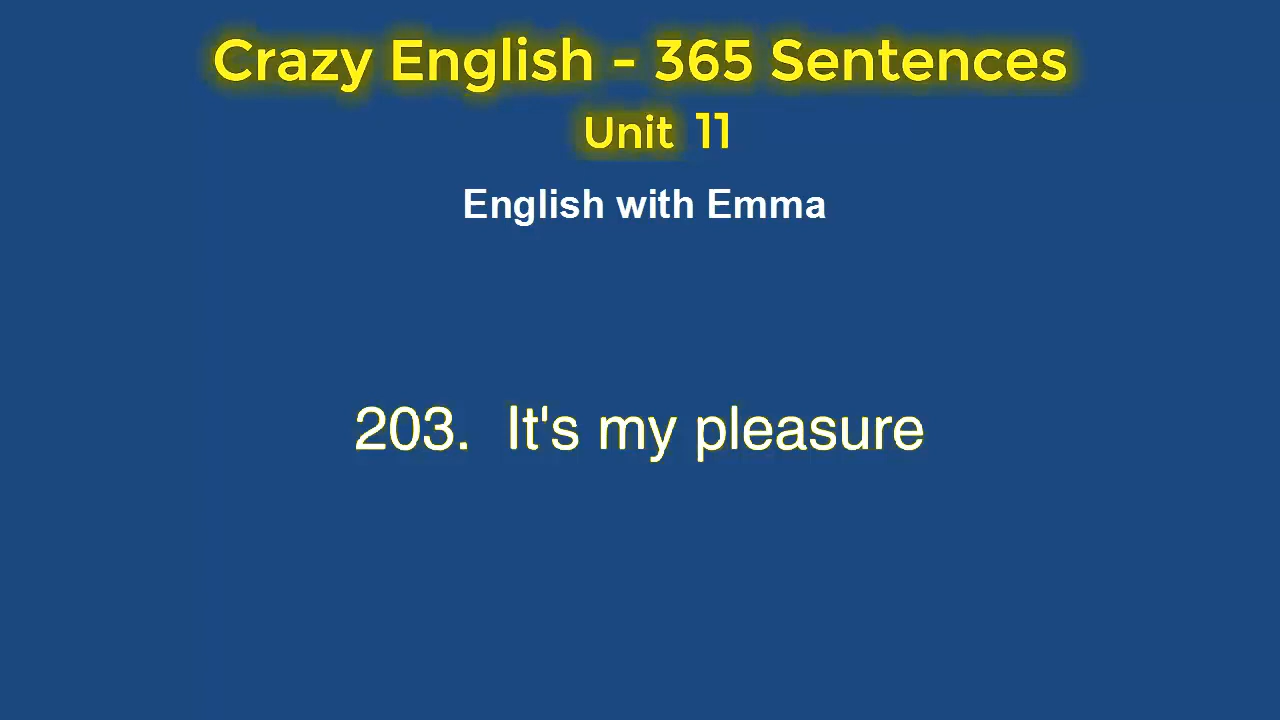 Crazy English - 365 Sentences
Unit 11
English with Emma
203. It's my pleasure